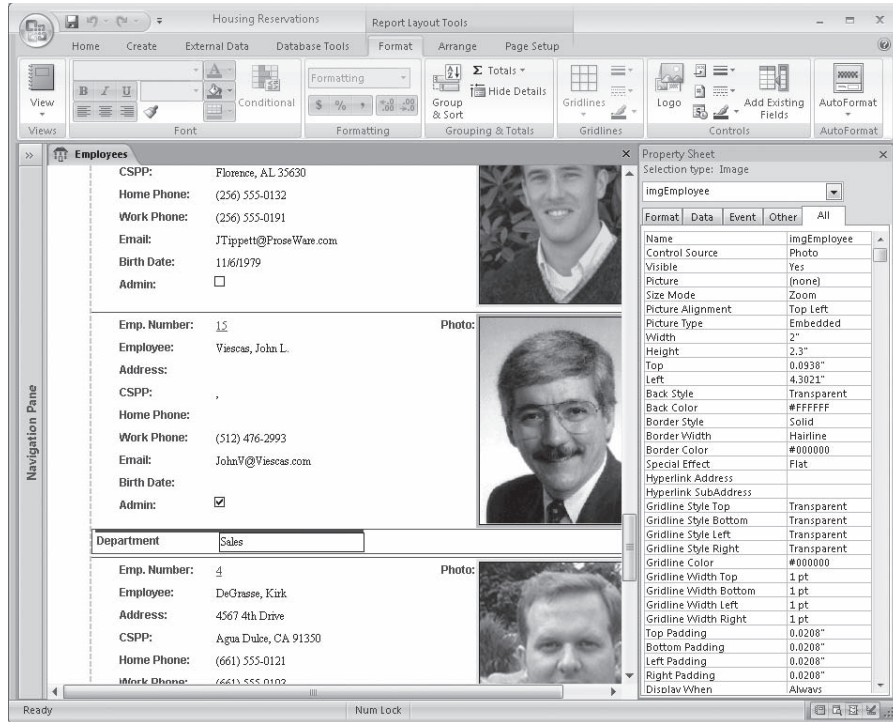 Housing Reservations
Report Layout Tools
Home Create External Data Database Tools Format Arrange Page Setup
View
B I U
Conditional
Formatting
$ % , .0 .00 .00 .0
Group & Sort
Σ Totals
Hide Details
Gridlines
Logo
Add Existing Fields
AutoFormat
Views Font Formatting Grouping & Totals Gridlines Controls AutoFormat
Navigation Pane
Employees
CSPP: Florence, AL 35630
Home Phone: (256) 555-0132
Work Phone: (256) 555-0191
Email: JTippett@ProseWare.com
Birth Date: 11/6/1979
Admin:
Emp. Number: 15 Photo:
Employee: Viescas, John L.
Address:
CSPP: ,
Home Phone:
Work Phone: (512) 476-2993
Email: JohnV@Viescas.com
Birth Date:
Admin:
Department Sales
Emp. Number: 4 Photo:
Employee: DeGrasse, Kirk
Address: 4567 4th Drive
CSPP: Agua Dulce, CA 91350
Home Phone: (661) 555-0121
Work Phone: (661) 555-0103
Property Sheet
Selection type: Image
imgEmployee
Format Data Event Other All
Name imgEmployee
Control Source Photo
Visible Yes
Picture (none)
Size Mode Zoom
Picture Alignment Top Left
Picture Type Embedded
Width 2"
Height 2.3"
Top 0.0938"
Left 4.3021"
Back Style Transparent
Back Color #FFFFFF
Border Style Solid
Border Width Hairline
Border Color #000000
Special Effect Flat
Hyperlink Address
Hyperlink SubAddress
Gridline Style Top Transparent
Gridline Style Bottom Transparent
Gridline Style Left Transparent
Gridline Style Right Transparent
Gridline Color #000000
Gridline Width Top 1 pt
Gridline Width Bottom 1 pt
Gridline Width Left 1 pt
Gridline Width Right 1 pt
Top Padding 0.0208"
Bottom Padding 0.0208"
Left Padding 0.0208"
Right Padding 0.0208"
Display When Always
Ready Num Lock